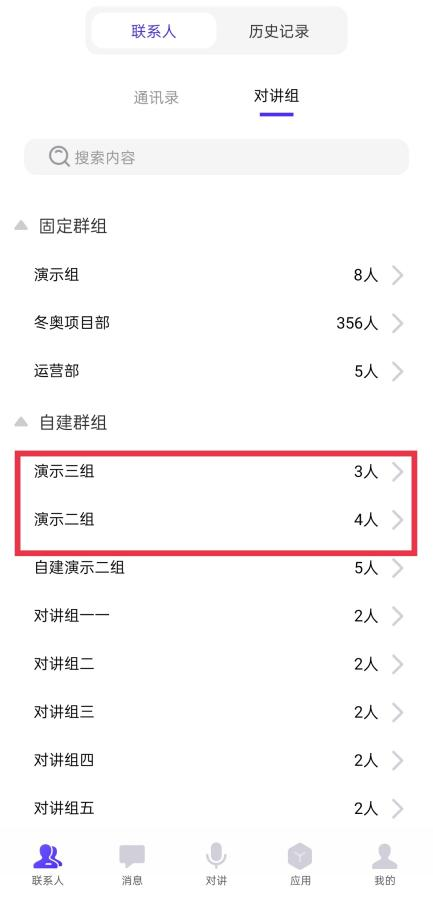 联系人 历史记录
通讯录 对讲组
搜索内容
固定群组
演示组 8人
冬奥项目部 356人
运营部 5人
自建群组
演示三组 3人
演示二组 4人
自建演示二组 5人
对讲组一一 2人
对讲组二 2人
对讲组三 2人
对讲组四 2人
对讲组五 2人
联系人 消息 对讲 应用 我的